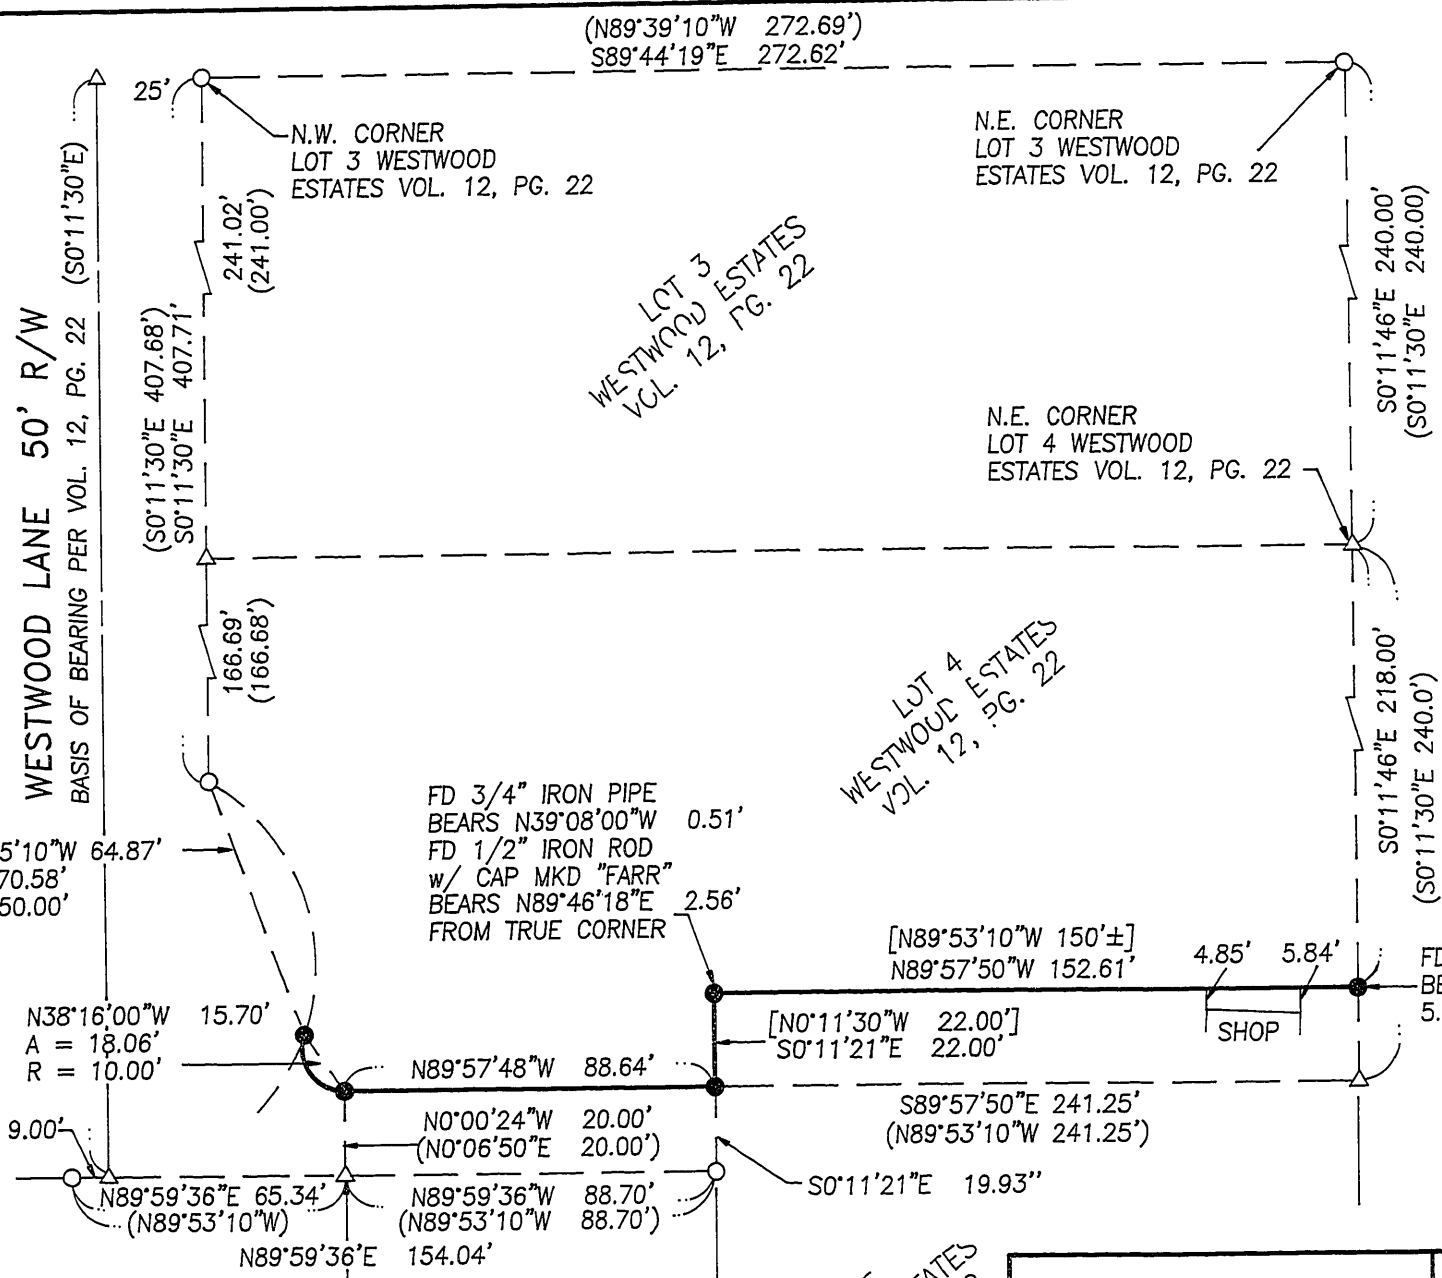 (N89°39'10"W 272.69')
S89°44'19"E 272.62'
25'
N.W. CORNER
LOT 3 WESTWOOD
ESTATES VOL. 12, PG. 22
N.E. CORNER
LOT 3 WESTWOOD
ESTATES VOL. 12, PG. 22
(S0°11'30"E)
241.02'
(241.00')
S0°11'46"E 240.00'
(S0°11'30"E 240.00)
LOT 3
WESTWOOD ESTATES
VOL. 12, PG. 22
WESTWOOD LANE 50' R/W
BASIS OF BEARING PER VOL. 12, PG. 22
(S0°11'30"E 407.68')
S0°11'30"E 407.71'
N.E. CORNER
LOT 4 WESTWOOD
ESTATES VOL. 12, PG. 22
166.69'
(166.68')
LOT 4
WESTWOOD ESTATES
VOL. 12, PG. 22
S0°11'46"E 218.00'
(S0°11'30"E 240.0')
FD 3/4" IRON PIPE
BEARS N39°08'00"W 0.51'
FD 1/2" IRON ROD
w/ CAP MKD "FARR"
BEARS N89°46'18"E 2.56'
FROM TRUE CORNER
5'10"W 64.87'
70.58'
50.00'
[N89°53'10"W 150'±]
N89°57'50"W 152.61'
4.85' 5.84'
SHOP
FD
BE
5.
N38°16'00"W 15.70'
A = 18.06'
R = 10.00'
[N0°11'30"W 22.00']
S0°11'21"E 22.00'
N89°57'48"W 88.64'
N0°00'24"W 20.00'
(N0°06'50"E 20.00')
S89°57'50"E 241.25'
(N89°53'10"W 241.25')
9.00'
S0°11'21"E 19.93"
N89°59'36"E 65.34'
(N89°53'10"W)
N89°59'36"W 88.70'
(N89°53'10"W 88.70')
N89°59'36'E 154.04'